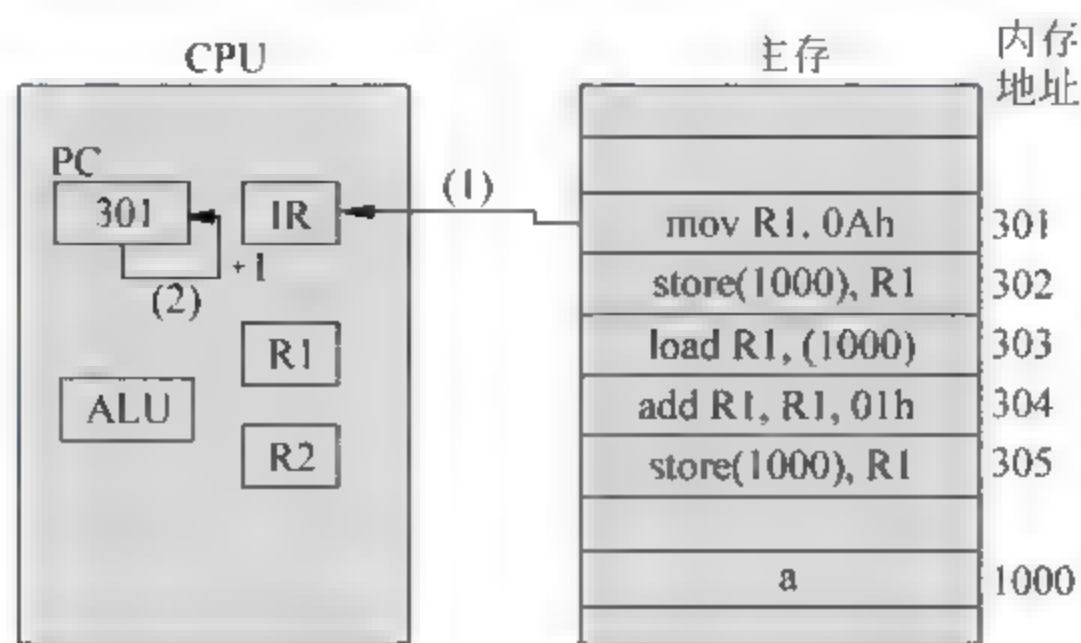 CPU
主存
内存
地址
PC
301
IR
(1)
+1
(2)
R1
ALU
R2
mov R1, 0Ah
301
store(1000), R1
302
load R1, (1000)
303
add R1, R1, 01h
304
store(1000), R1
305
a
1000